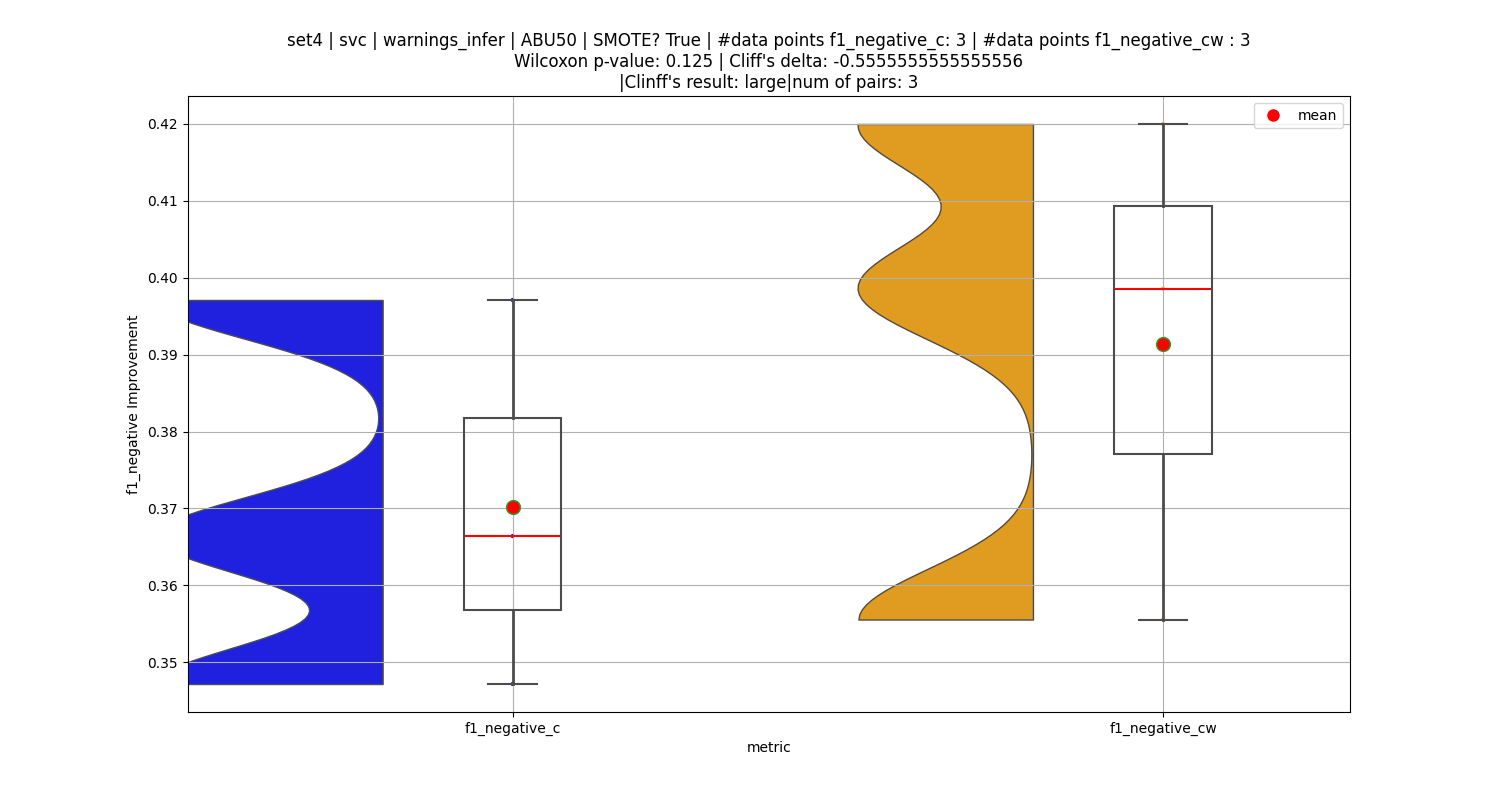 set4 | svc | warnings_infer | ABU50 | SMOTE? True | #data points f1_negative_c: 3 | #data points f1_negative_cw : 3
Wilcoxon p-value: 0.125 | Cliff's delta: -0.5555555555555556
|Clinff's result: large|num of pairs: 3
mean
0.42
0.41
0.40
0.39
0.38
0.37
0.36
0.35
f1_negative Improvement
f1_negative_c
f1_negative_cw
metric